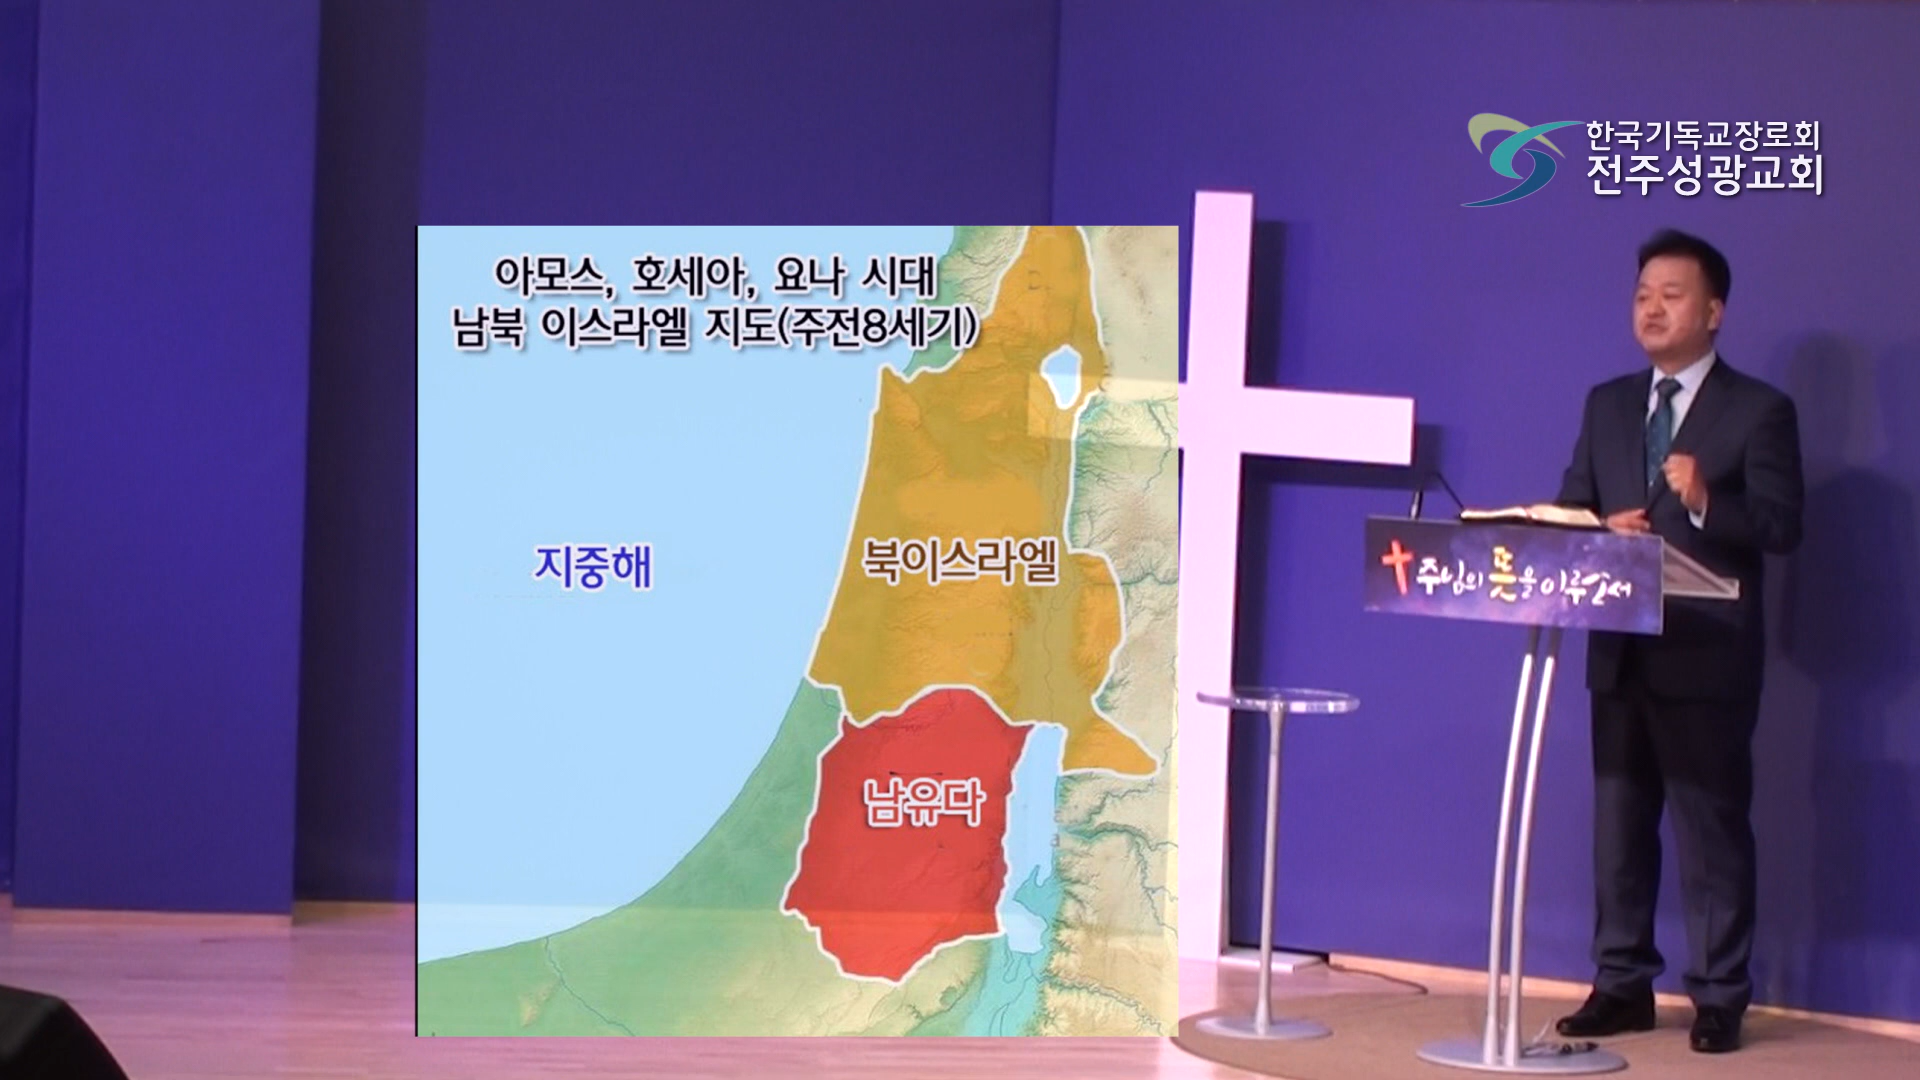 한국기독교장로회
전주성광교회
아모스, 호세아, 요나 시대
남북 이스라엘 지도(주전8세기)
지중해
북이스라엘
남유다
주님의 뜻을 이루소서